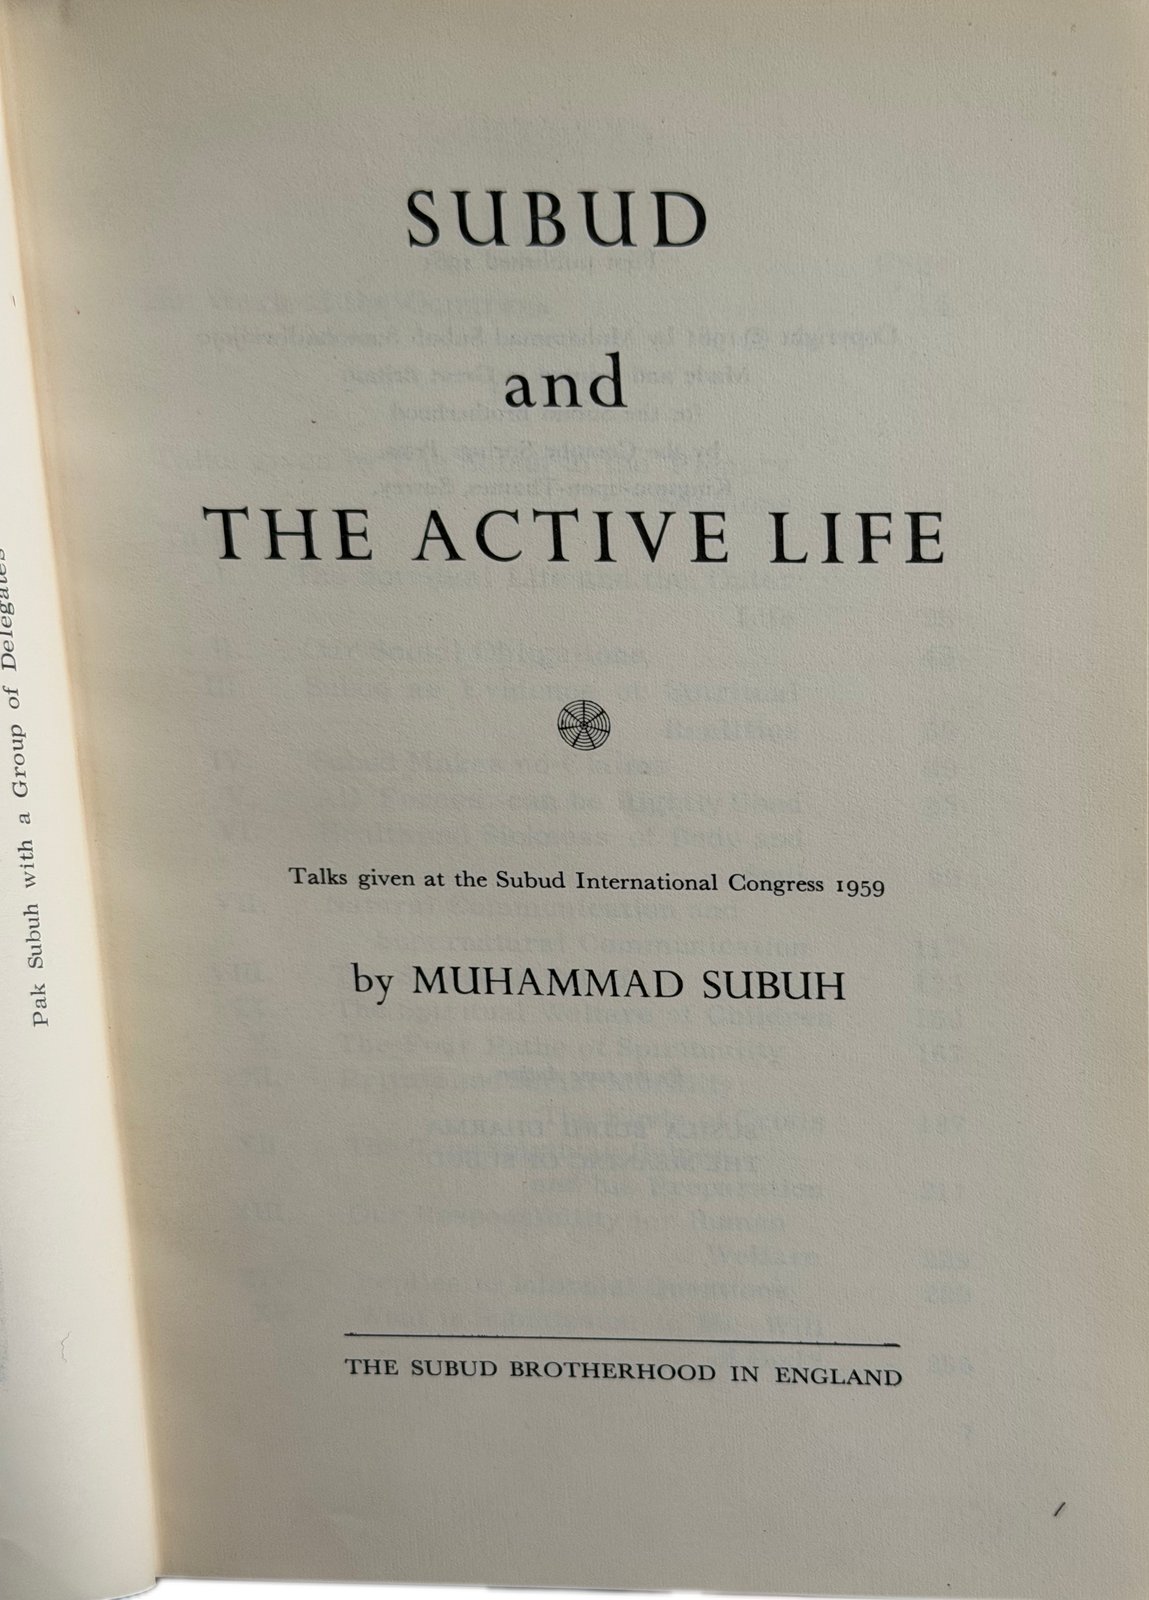 Pak Subuh with a Group of Delegates
SUBUD
and
THE ACTIVE LIFE
Talks given at the Subud International Congress 1959
by MUHAMMAD SUBUH
THE SUBUD BROTHERHOOD IN ENGLAND